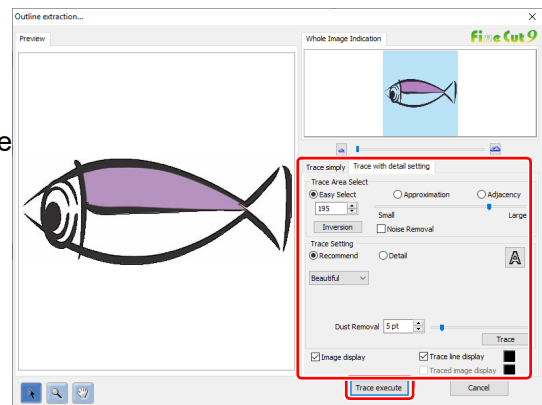 Outline extraction...
Preview
Whole Image Indication
Fine Cut 9
e
Trace simply
Trace with detail setting
Trace Area Select
Easy Select
Approximation
Adjacency
195
Small
Large
Inversion
Noise Removal
Trace Setting
Recommend
Detail
A
Beautiful
Dust Removal
5 pt
Trace
Image display
Trace line display
Traced image display
Trace execute
Cancel